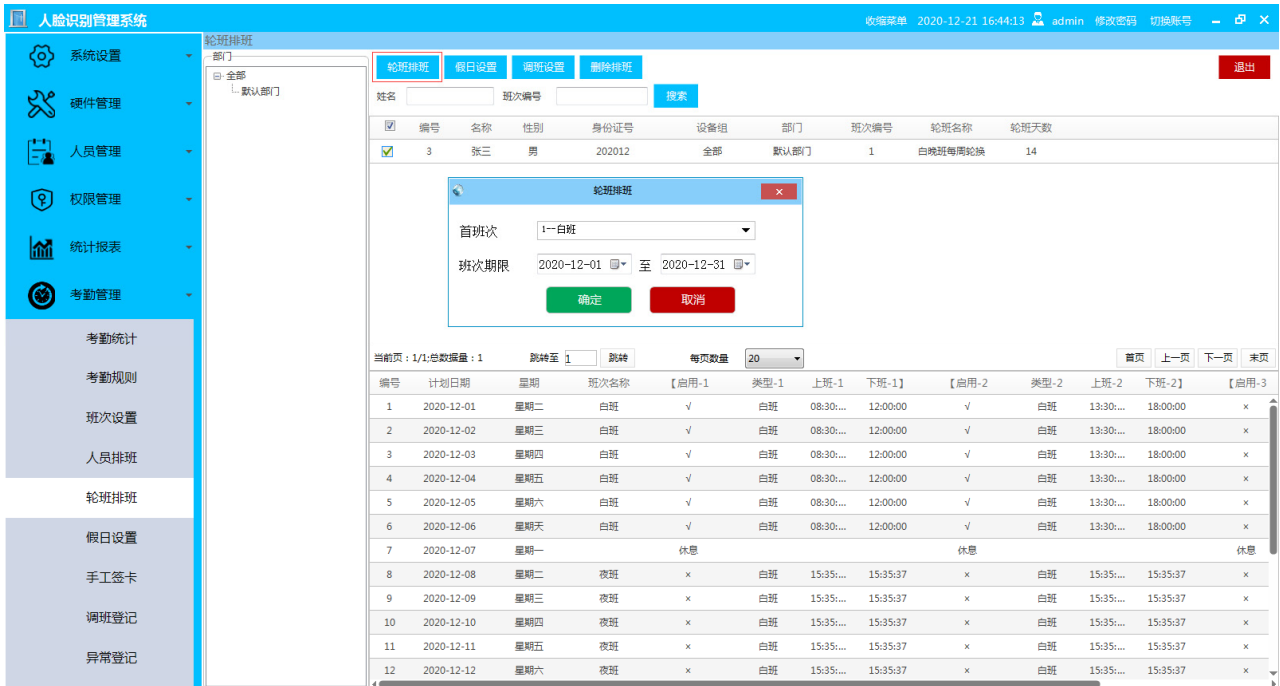 人脸识别管理系统 收缩菜单 2020-12-21 16:44:13 admin 修改密码 切换账号
系统设置
硬件管理
人员管理
权限管理
统计报表
考勤管理
考勤统计
考勤规则
班次设置
人员排班
轮班排班
假日设置
手工签卡
调班登记
异常登记
轮班排班
部门
全部
默认部门
轮班排班 假日设置 调班设置 删除排班 退出
姓名 班次编号 搜索
编号 名称 性别 身份证号 设备组 部门 班次编号 轮班名称 轮班天数
3 张三 男 202012 全部 默认部门 1 白晚班每周轮换 14
轮班排班
首班次 1--白班
班次期限 2020-12-01 至 2020-12-31
确定 取消
当前页：1/1;总数据量：1 跳转至 1 跳转 每页数量 20 首页 上一页 下一页 末页
编号 计划日期 星期 班次名称 【启用-1 类型-1 上班-1 下班-1】 【启用-2 类型-2 上班-2 下班-2】 【启用-3
1 2020-12-01 星期二 白班 √ 白班 08:30:... 12:00:00 √ 白班 13:30:... 18:00:00 ×
2 2020-12-02 星期三 白班 √ 白班 08:30:... 12:00:00 √ 白班 13:30:... 18:00:00 ×
3 2020-12-03 星期四 白班 √ 白班 08:30:... 12:00:00 √ 白班 13:30:... 18:00:00 ×
4 2020-12-04 星期五 白班 √ 白班 08:30:... 12:00:00 √ 白班 13:30:... 18:00:00 ×
5 2020-12-05 星期六 白班 √ 白班 08:30:... 12:00:00 √ 白班 13:30:... 18:00:00 ×
6 2020-12-06 星期天 白班 √ 白班 08:30:... 12:00:00 √ 白班 13:30:... 18:00:00 ×
7 2020-12-07 星期一 休息 休息 休息
8 2020-12-08 星期二 夜班 × 白班 15:35:... 15:35:37 × 白班 15:35:... 15:35:37 ×
9 2020-12-09 星期三 夜班 × 白班 15:35:... 15:35:37 × 白班 15:35:... 15:35:37 ×
10 2020-12-10 星期四 夜班 × 白班 15:35:... 15:35:37 × 白班 15:35:... 15:35:37 ×
11 2020-12-11 星期五 夜班 × 白班 15:35:... 15:35:37 × 白班 15:35:... 15:35:37 ×
12 2020-12-12 星期六 夜班 × 白班 15:35:... 15:35:37 × 白班 15:35:... 15:35:37 ×